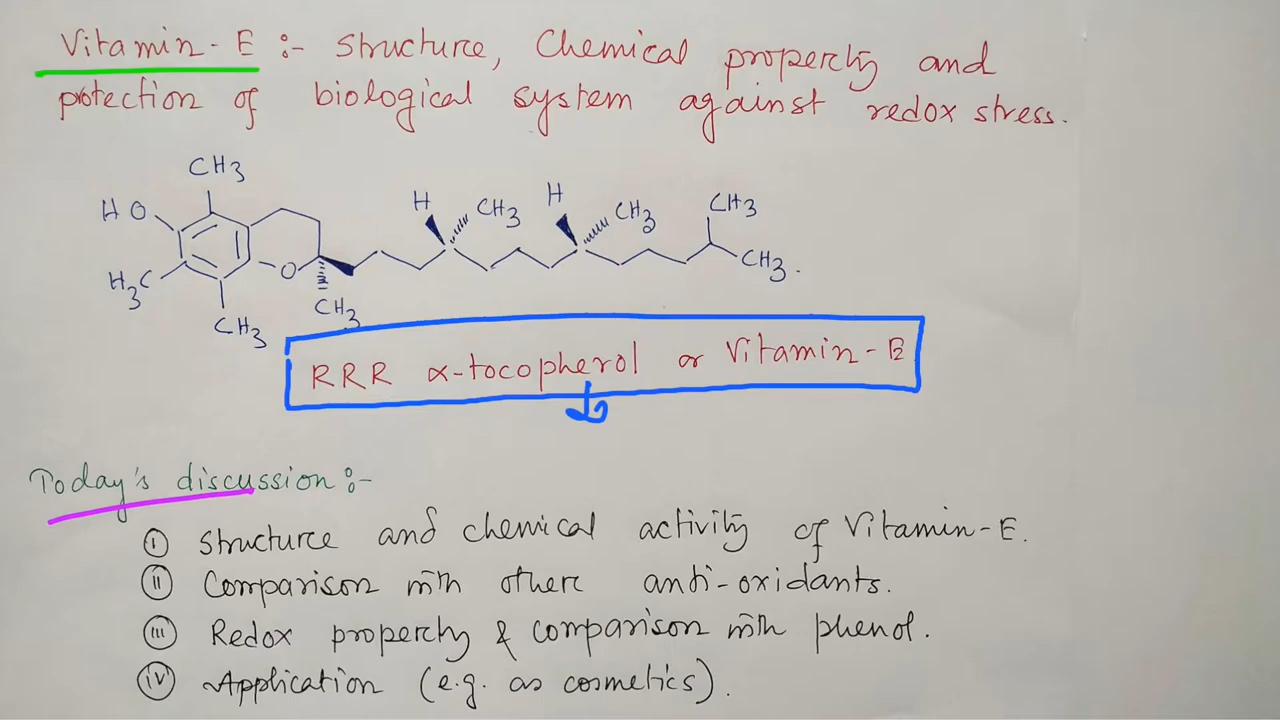 Vitamin-E :- Structure, Chemical property and
protection of biological system against redox stress.
CH3
HO
H
CH3
H
CH3
CH3
H3C
O
CH3
CH3
CH3
RRR α-tocopherol or Vitamin-E
Today's discussion :-
(i) Structure and chemical activity of Vitamin-E.
(ii) Comparison with other anti-oxidants.
(iii) Redox property & comparison with phenol.
(iv) Application (e.g. as cosmetics).